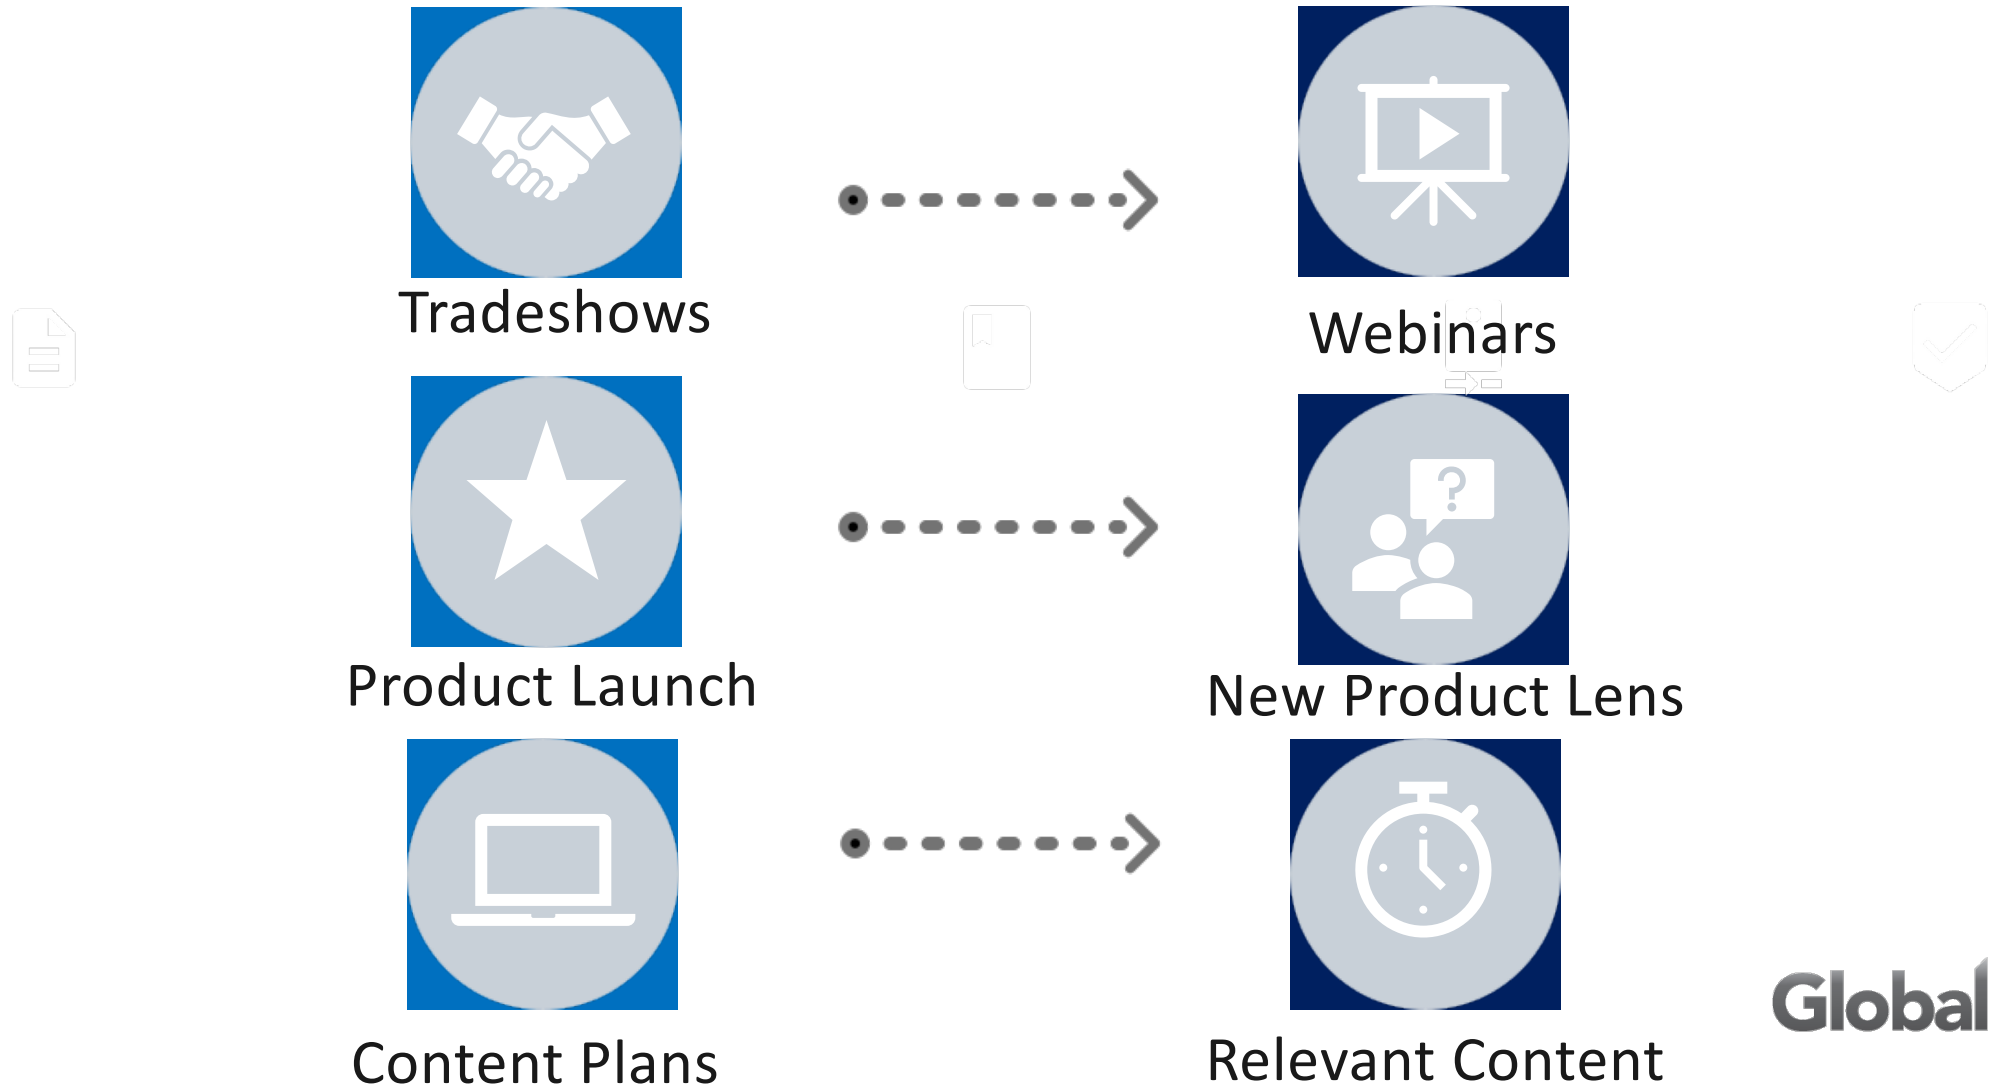 Tradeshows
Webinars
Product Launch
New Product Lens
Content Plans
Relevant Content
Global